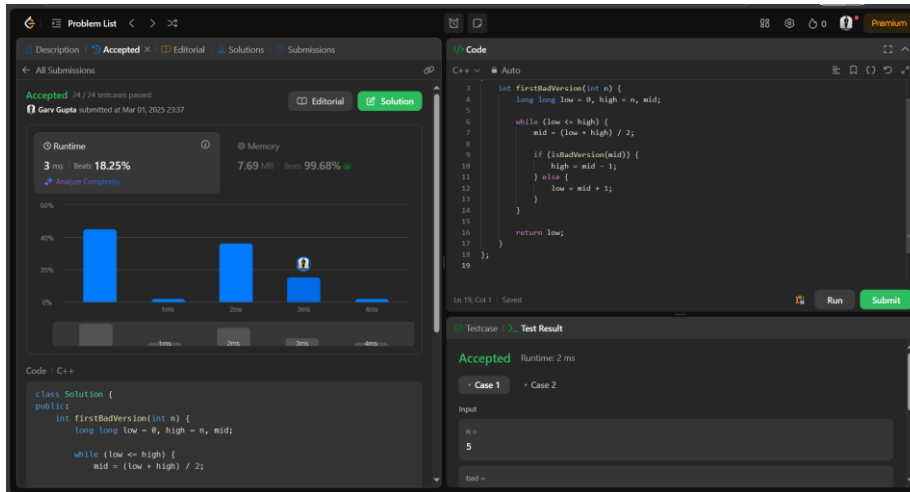 Problem List
0
Premium
Description
Accepted
Editorial
Solutions
Submissions
All Submissions
Accepted 24 / 24 testcases passed
Garv Gupta submitted at Mar 01, 2025 23:37
Editorial
Solution
Runtime
3 ms Beats 18.25%
Analyze Complexity
Memory
7.69 MB Beats 99.68%
60%
40%
20%
0%
1ms 2ms 3ms 4ms
1ms 2ms 3ms 4ms
Code C++
class Solution {
public:
int firstBadVersion(int n) {
long long low = 0, high = n, mid;
while (low <= high) {
mid = (low + high) / 2;
</> Code
C++ Auto
3 int firstBadVersion(int n) {
4 long long low = 0, high = n, mid;
5
6 while (low <= high) {
7 mid = (low + high) / 2;
8
9 if (isBadVersion(mid)) {
10 high = mid - 1;
11 } else {
12 low = mid + 1;
13 }
14 }
15
16 return low;
17 }
18 };
19
Ln 19, Col 1 Saved
Run
Submit
Testcase
Test Result
Accepted Runtime: 2 ms
Case 1
Case 2
Input
n =
5
bad =